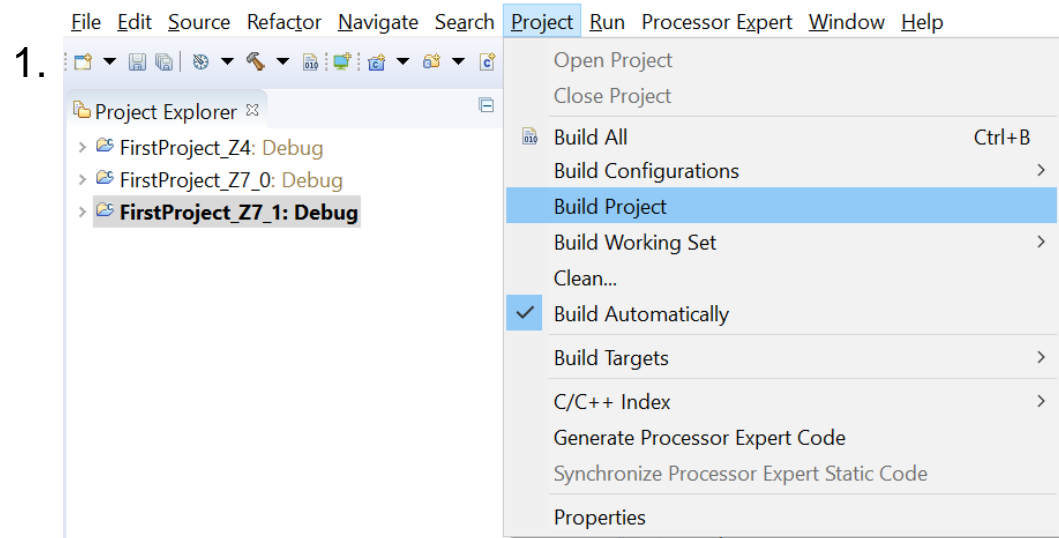 File Edit Source Refactor Navigate Search Project Run Processor Expert Window Help
1.
Project Explorer
FirstProject_Z4: Debug
FirstProject_Z7_0: Debug
FirstProject_Z7_1: Debug
Open Project
Close Project
010 Build All Ctrl+B
Build Configurations
Build Project
Build Working Set
Clean...
Build Automatically
Build Targets
C/C++ Index
Generate Processor Expert Code
Synchronize Processor Expert Static Code
Properties